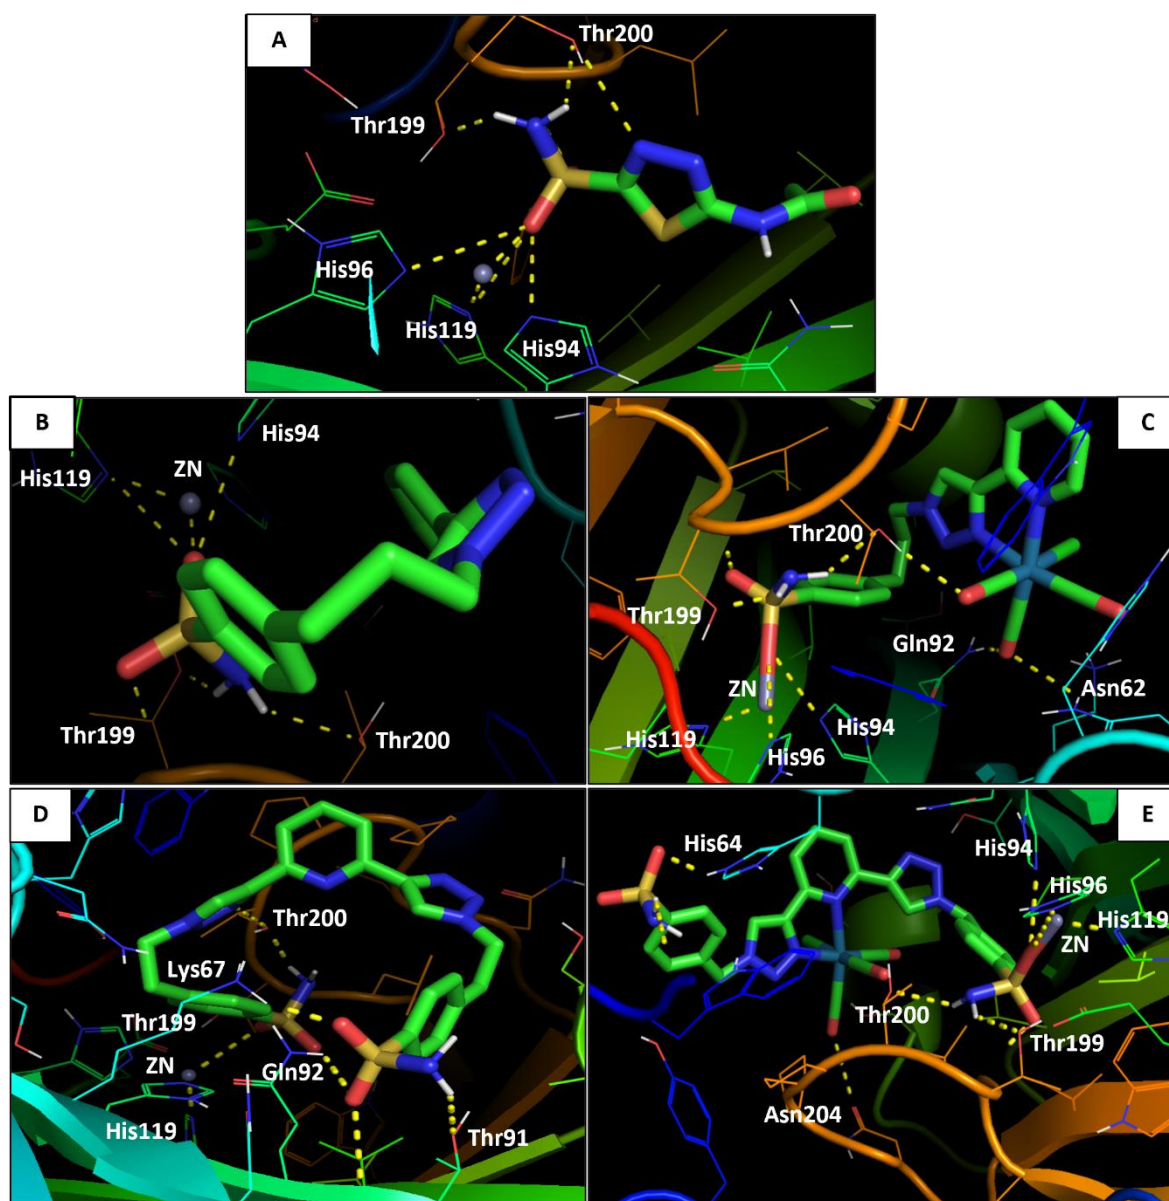 A
Thr200
Thr199
His96
His119
His94
B
His94
ZN
His119
Thr199
Thr200
C
Thr200
Thr199
Gln92
ZN
Asn62
His94
His119
His96
D
Thr200
Lys67
Thr199
ZN
Gln92
His119
Thr91
E
His64
His94
His96
His119
ZN
Thr200
Thr199
Asn204